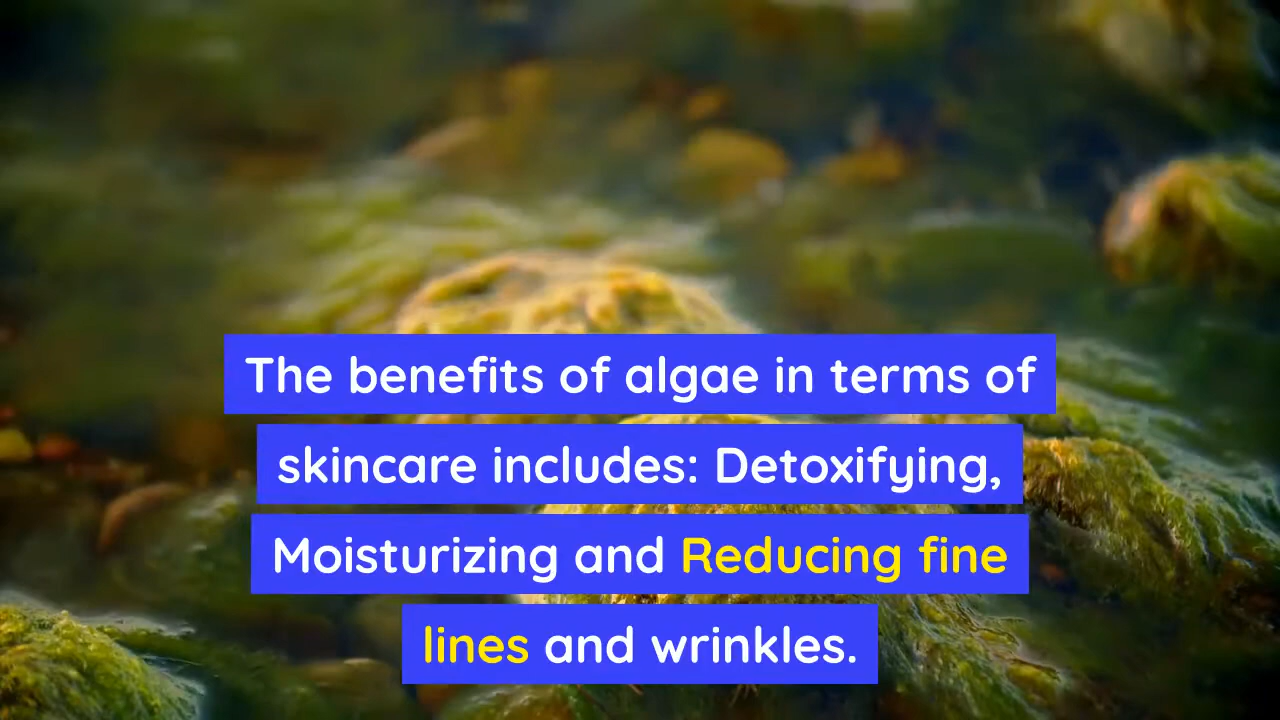 The benefits of algae in terms of
skincare includes: Detoxifying,
Moisturizing and Reducing fine
lines and wrinkles.